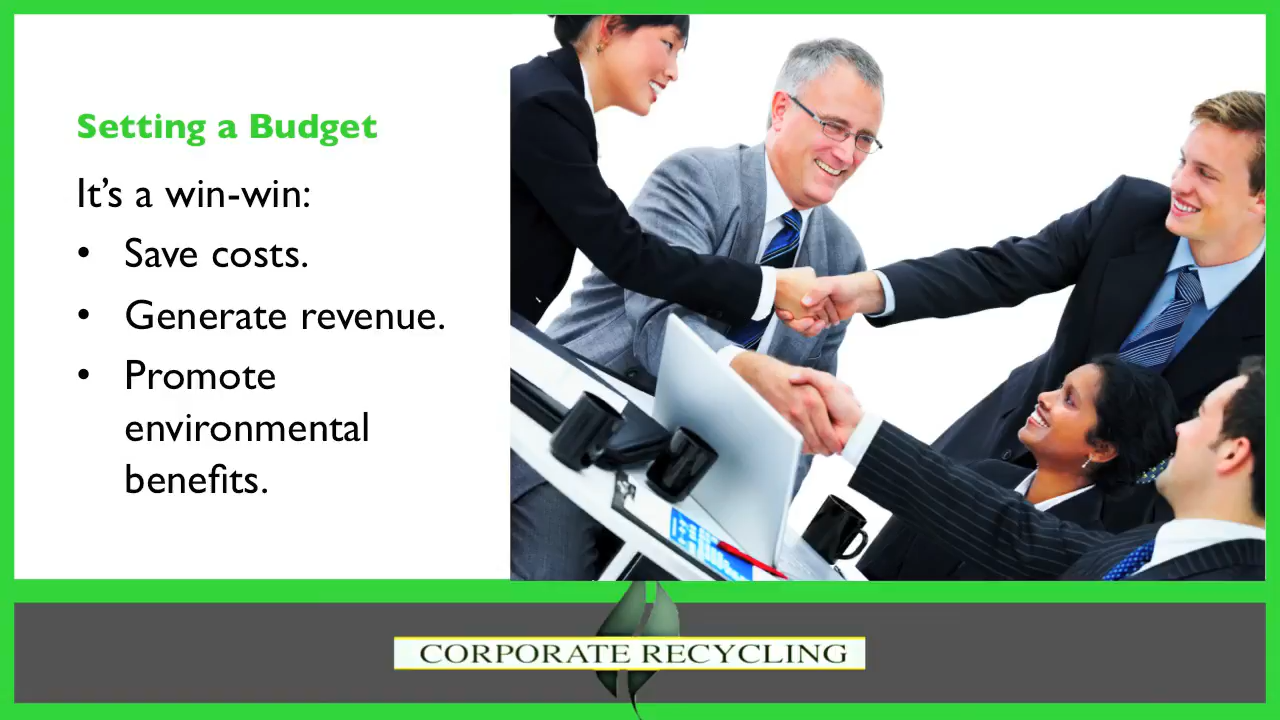 Setting a Budget
It’s a win-win:
• Save costs.
• Generate revenue.
• Promote
environmental
benefits.
CORPORATE RECYCLING